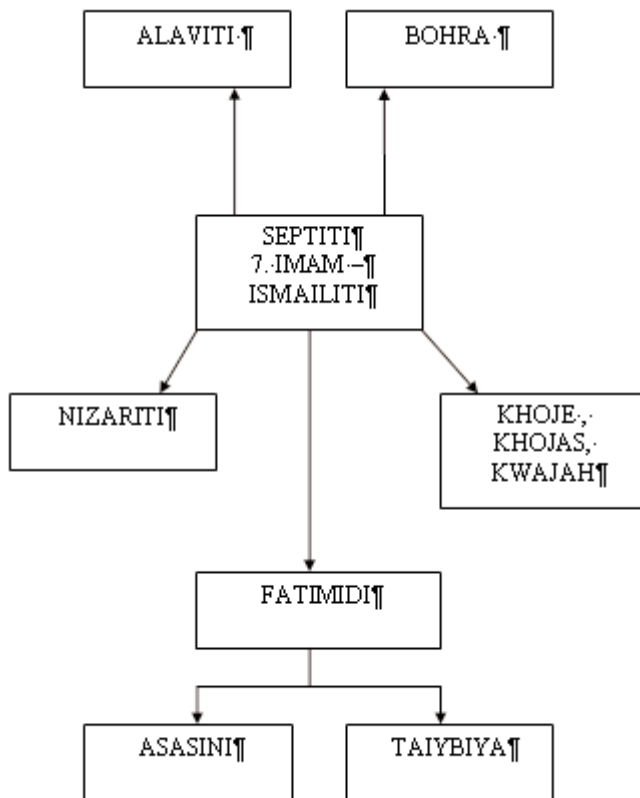 ALAVITI·¶
BOHRA·¶
SEPTITI¶
7.·IMAM·–¶
ISMAILITI¶
NIZARITI¶
KHOJE·,·
KHOJAS,·
KWAJAH¶
FATIMIDI¶
ASASINI¶
TAIYBIYA¶